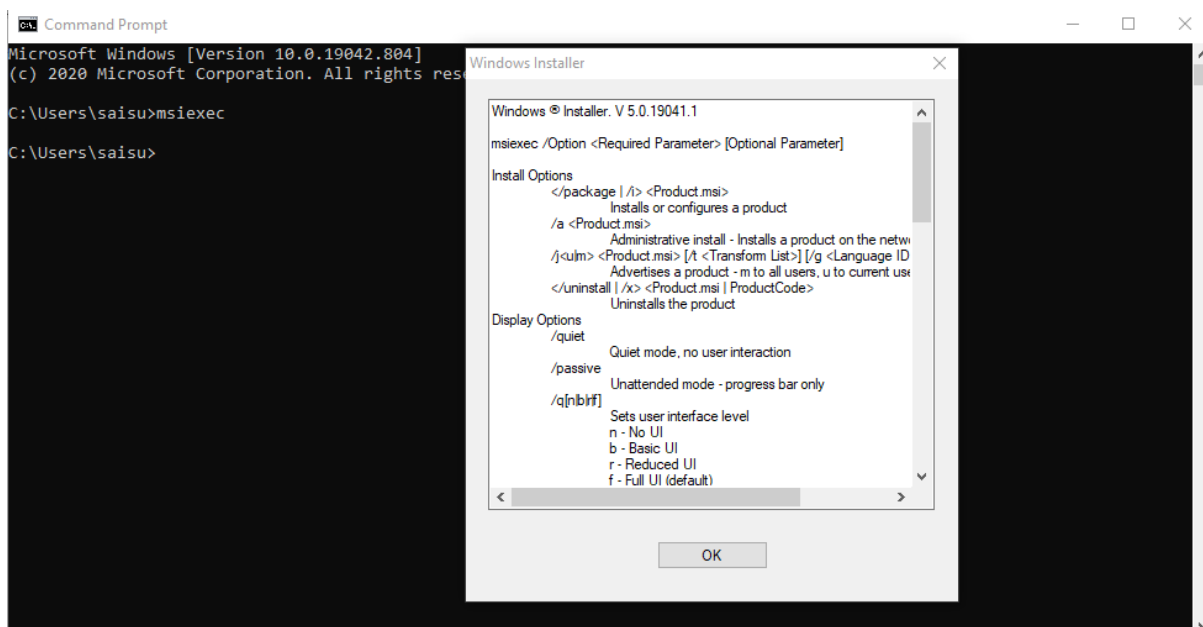 Command Prompt
Microsoft Windows [Version 10.0.19042.804]
(c) 2020 Microsoft Corporation. All rights rese
C:\Users\saisu>msiexec
C:\Users\saisu>
Windows Installer
Windows ® Installer. V 5.0.19041.1
msiexec /Option <Required Parameter> [Optional Parameter]
Install Options
</package | /i> <Product.msi>
Installs or configures a product
/a <Product.msi>
Administrative install - Installs a product on the netw
/j<u|m> <Product.msi> [/t <Transform List>] [/g <Language ID
Advertises a product - m to all users, u to current use
</uninstall | /x> <Product.msi | ProductCode>
Uninstalls the product
Display Options
/quiet
Quiet mode, no user interaction
/passive
Unattended mode - progress bar only
/q[n|b|r|f]
Sets user interface level
n - No UI
b - Basic UI
r - Reduced UI
f - Full UI (default)
OK